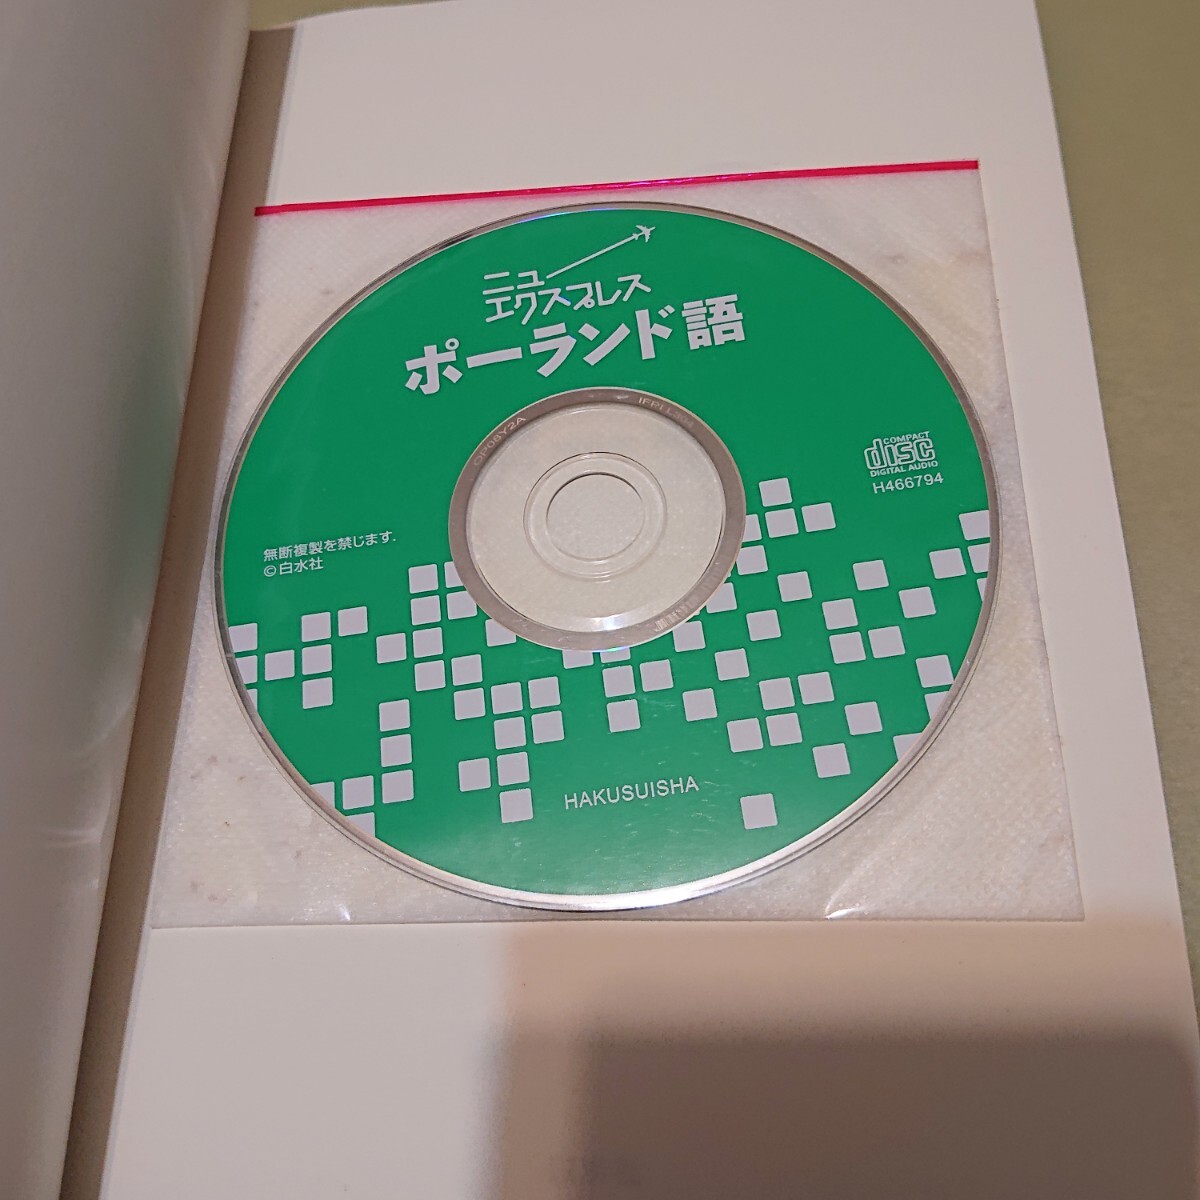 ニュー
エクスプレス
ポーランド語
COMPACT
disc
DIGITAL AUDIO
H466794
無断複製を禁じます.
©白水社
HAKUSUISHA